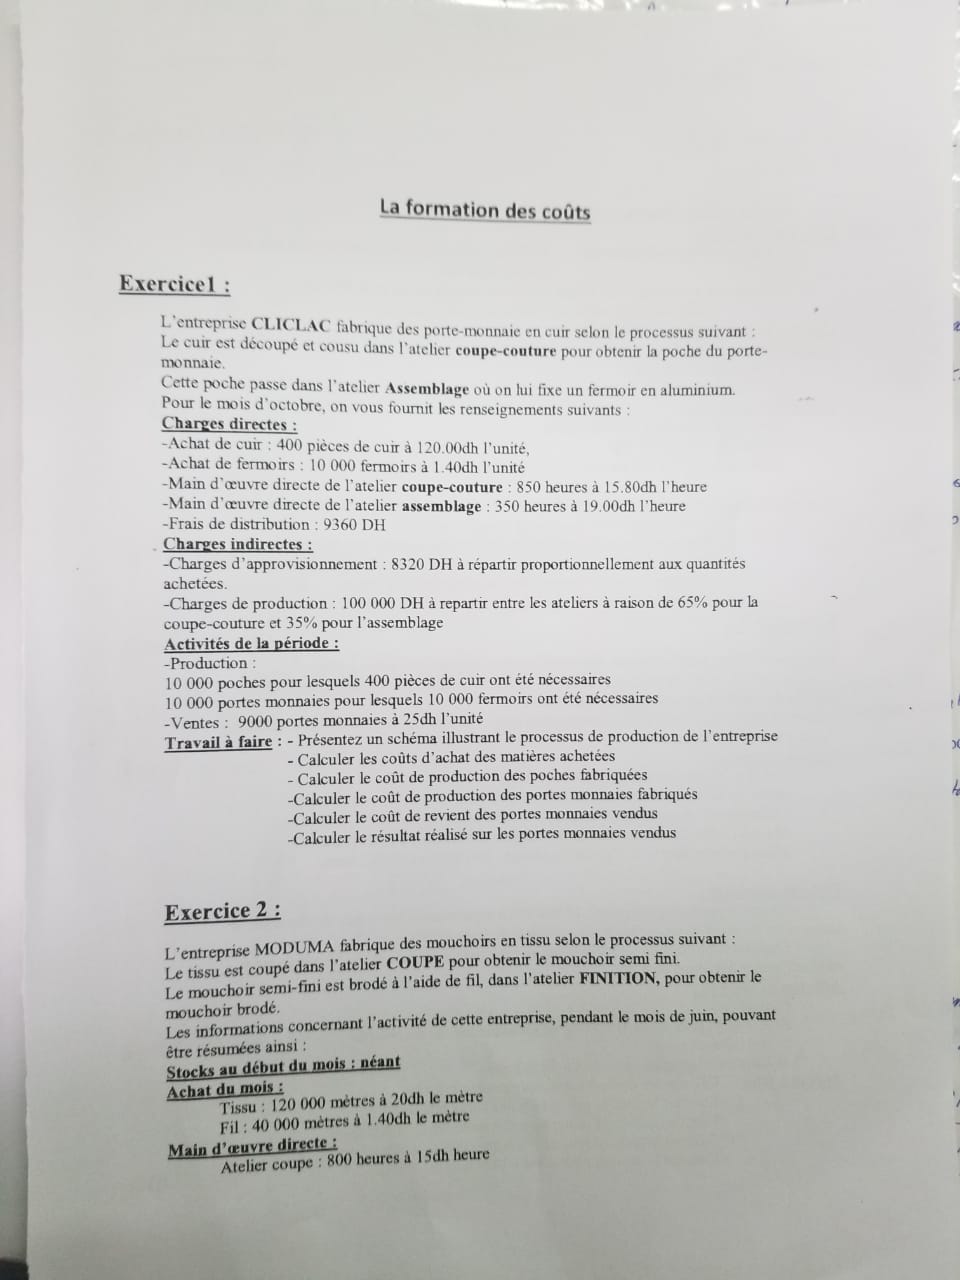 La formation des coûts
Exercice1 :
L'entreprise CLICLAC fabrique des porte-monnaie en cuir selon le processus suivant :
Le cuir est découpé et cousu dans l'atelier coupe-couture pour obtenir la poche du porte-
monnaie.
Cette poche passe dans l'atelier Assemblage où on lui fixe un fermoir en aluminium.
Pour le mois d'octobre, on vous fournit les renseignements suivants :
Charges directes :
-Achat de cuir : 400 pièces de cuir à 120.00dh l'unité,
-Achat de fermoirs : 10 000 fermoirs à 1.40dh l'unité
-Main d'œuvre directe de l'atelier coupe-couture : 850 heures à 15.80dh l'heure
-Main d'œuvre directe de l'atelier assemblage : 350 heures à 19.00dh l'heure
-Frais de distribution : 9360 DH
Charges indirectes :
-Charges d'approvisionnement : 8320 DH à répartir proportionnellement aux quantités
achetées.
-Charges de production : 100 000 DH à repartir entre les ateliers à raison de 65% pour la
coupe-couture et 35% pour l'assemblage
Activités de la période :
-Production :
10 000 poches pour lesquels 400 pièces de cuir ont été nécessaires
10 000 portes monnaies pour lesquels 10 000 fermoirs ont été nécessaires
-Ventes : 9000 portes monnaies à 25dh l'unité
Travail à faire : - Présentez un schéma illustrant le processus de production de l'entreprise
- Calculer les coûts d'achat des matières achetées
- Calculer le coût de production des poches fabriquées
-Calculer le coût de production des portes monnaies fabriqués
-Calculer le coût de revient des portes monnaies vendus
-Calculer le résultat réalisé sur les portes monnaies vendus
Exercice 2 :
L'entreprise MODUMA fabrique des mouchoirs en tissu selon le processus suivant :
Le tissu est coupé dans l'atelier COUPE pour obtenir le mouchoir semi fini.
Le mouchoir semi-fini est brodé à l'aide de fil, dans l'atelier FINITION, pour obtenir le
mouchoir brodé.
Les informations concernant l'activité de cette entreprise, pendant le mois de juin, pouvant
être résumées ainsi :
Stocks au début du mois : néant
Achat du mois :
Tissu : 120 000 mètres à 20dh le mètre
Fil : 40 000 mètres à 1.40dh le mètre
Main d'œuvre directe :
Atelier coupe : 800 heures à 15dh heure